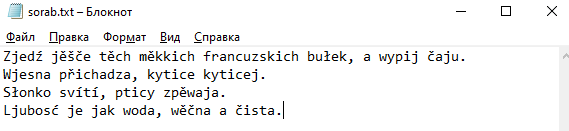 sorab.txt – Блокнот
Файл Правка Формат Вид Справка
Zjedź jěšče těch měkkich francuzskich bułek, a wypij čaju.
Wjesna přichadza, kytice kyticej.
Słonko svítí, pticy zpěwaja.
Ljubosć je jak woda, wěčna a čista.